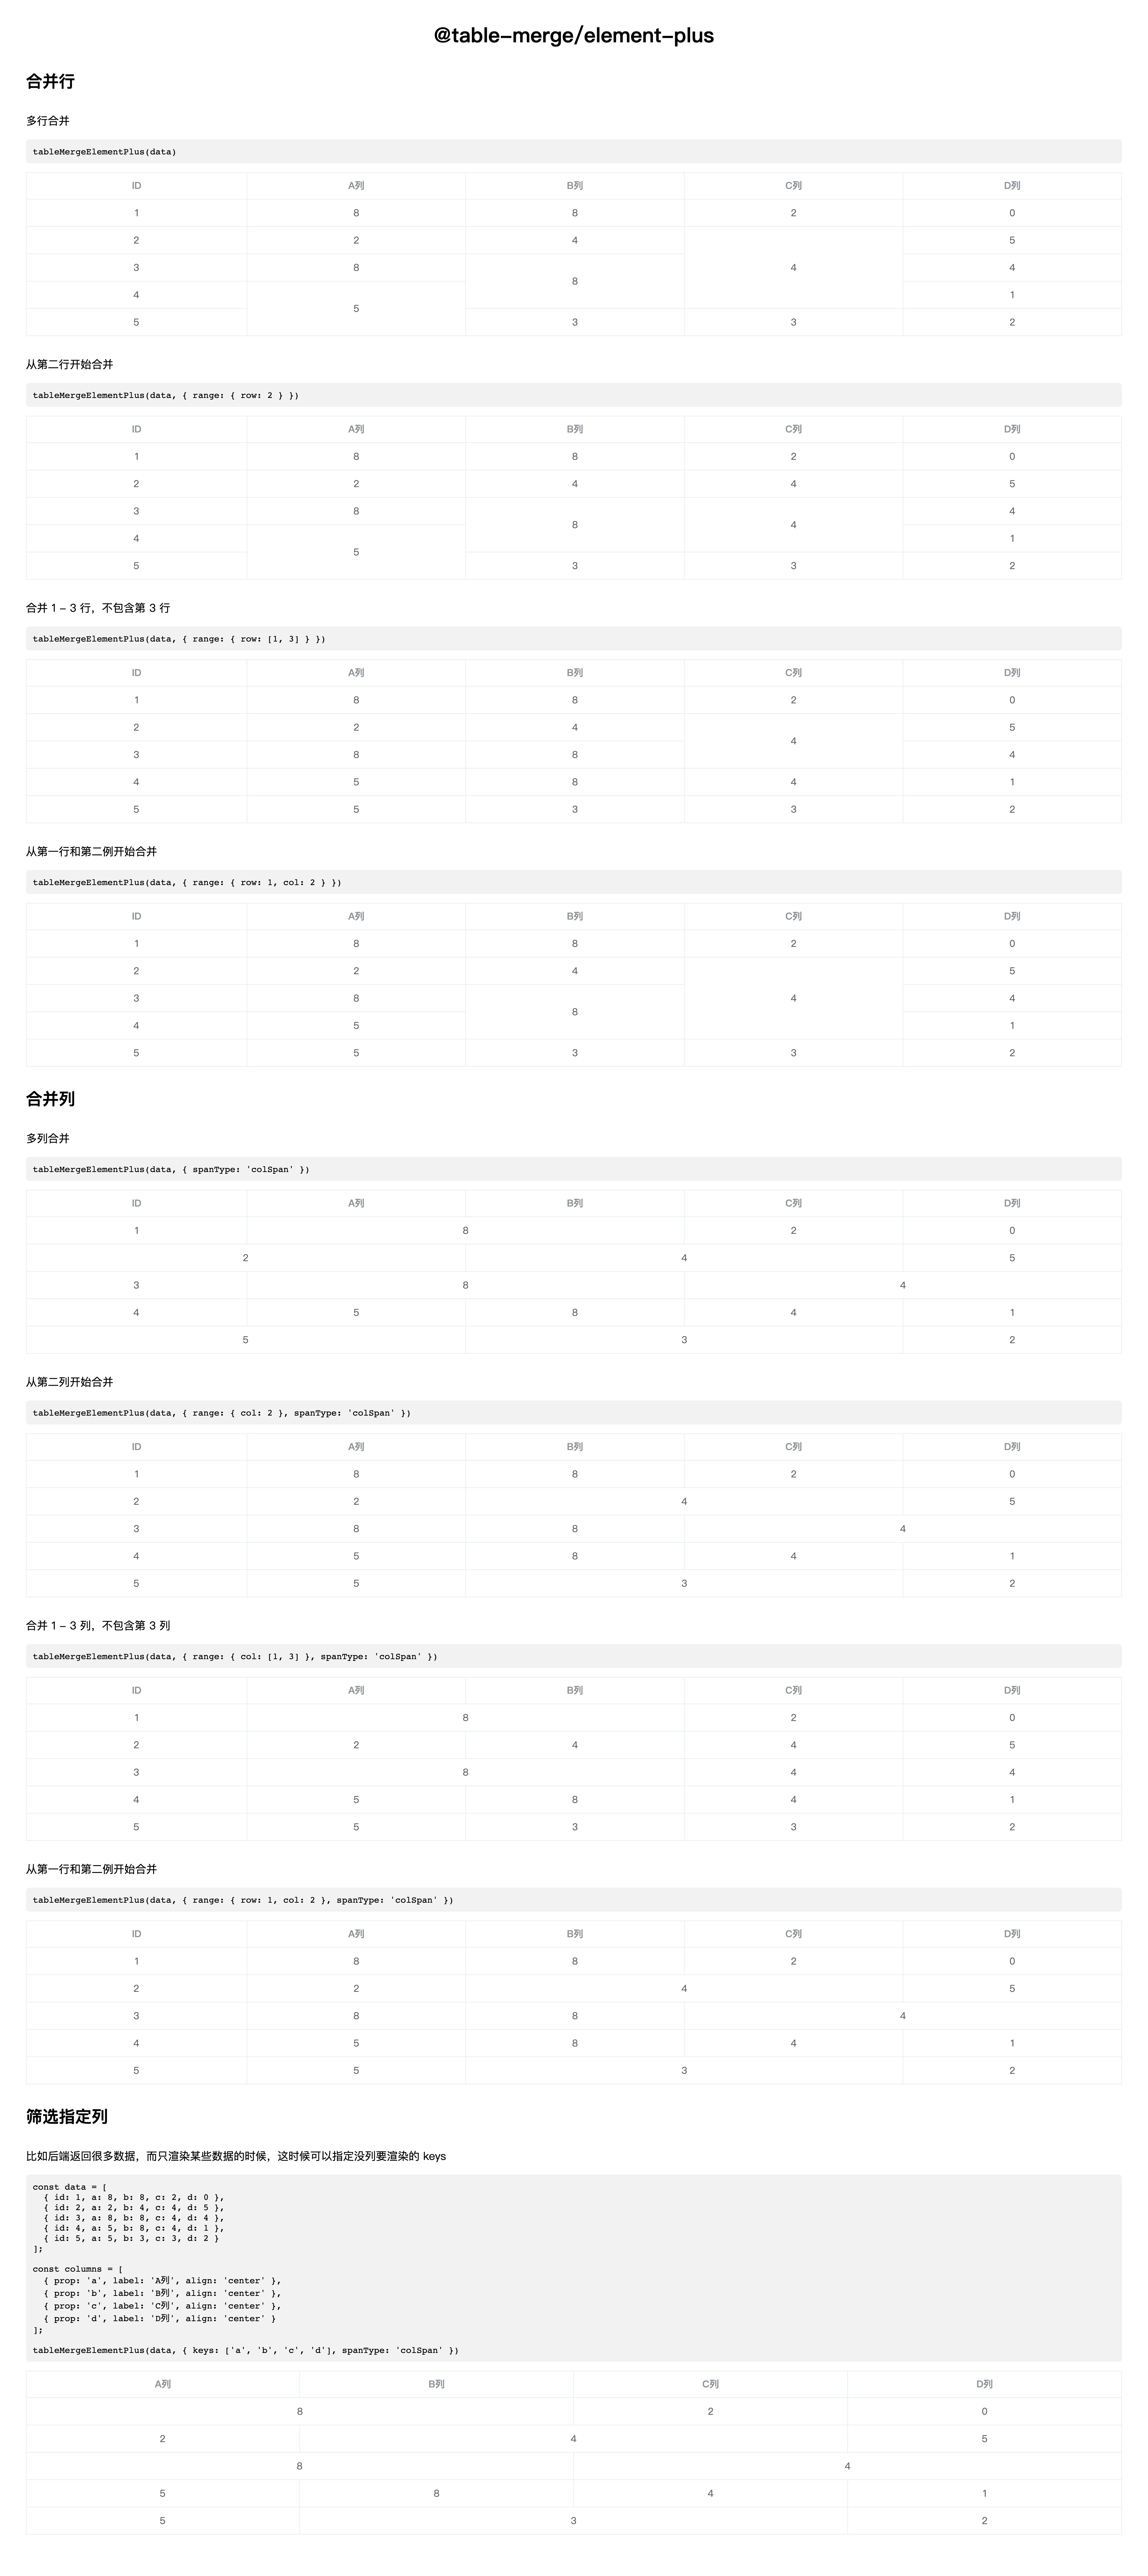 @table-merge/element-plus
合并行
多行合并
tableMergeElementPlus(data)
ID A列 B列 C列 D列
1 8 8 2 0
2 2 4 4 5
3 8 8 4
4 5 1
5 3 3 2
从第二行开始合并
tableMergeElementPlus(data, { range: { row: 2 } })
ID A列 B列 C列 D列
1 8 8 2 0
2 2 4 4 5
3 8 8 4 4
4 5 1
5 3 3 2
合并 1 – 3 行，不包含第 3 行
tableMergeElementPlus(data, { range: { row: [1, 3] } })
ID A列 B列 C列 D列
1 8 8 2 0
2 2 4 4 5
3 8 8 4
4 5 8 4 1
5 5 3 3 2
从第一行和第二例开始合并
tableMergeElementPlus(data, { range: { row: 1, col: 2 } })
ID A列 B列 C列 D列
1 8 8 2 0
2 2 4 4 5
3 8 8 4
4 5 1
5 5 3 3 2
合并列
多列合并
tableMergeElementPlus(data, { spanType: 'colSpan' })
ID A列 B列 C列 D列
1 8 2 0
2 4 5
3 8 4
4 5 8 4 1
5 3 2
从第二列开始合并
tableMergeElementPlus(data, { range: { col: 2 }, spanType: 'colSpan' })
ID A列 B列 C列 D列
1 8 8 2 0
2 2 4 5
3 8 8 4
4 5 8 4 1
5 5 3 2
合并 1 – 3 列，不包含第 3 列
tableMergeElementPlus(data, { range: { col: [1, 3] }, spanType: 'colSpan' })
ID A列 B列 C列 D列
1 8 2 0
2 2 4 4 5
3 8 4 4
4 5 8 4 1
5 5 3 3 2
从第一行和第二例开始合并
tableMergeElementPlus(data, { range: { row: 1, col: 2 }, spanType: 'colSpan' })
ID A列 B列 C列 D列
1 8 8 2 0
2 2 4 5
3 8 8 4
4 5 8 4 1
5 5 3 2
筛选指定列
比如后端返回很多数据，而只渲染某些数据的时候，这时候可以指定没列要渲染的 keys
const data = [
{ id: 1, a: 8, b: 8, c: 2, d: 0 },
{ id: 2, a: 2, b: 4, c: 4, d: 5 },
{ id: 3, a: 8, b: 8, c: 4, d: 4 },
{ id: 4, a: 5, b: 8, c: 4, d: 1 },
{ id: 5, a: 5, b: 3, c: 3, d: 2 }
];
const columns = [
{ prop: 'a', label: 'A列', align: 'center' },
{ prop: 'b', label: 'B列', align: 'center' },
{ prop: 'c', label: 'C列', align: 'center' },
{ prop: 'd', label: 'D列', align: 'center' }
];
tableMergeElementPlus(data, { keys: ['a', 'b', 'c', 'd'], spanType: 'colSpan' })
A列 B列 C列 D列
8 2 0
2 4 5
8 4
5 8 4 1
5 3 2